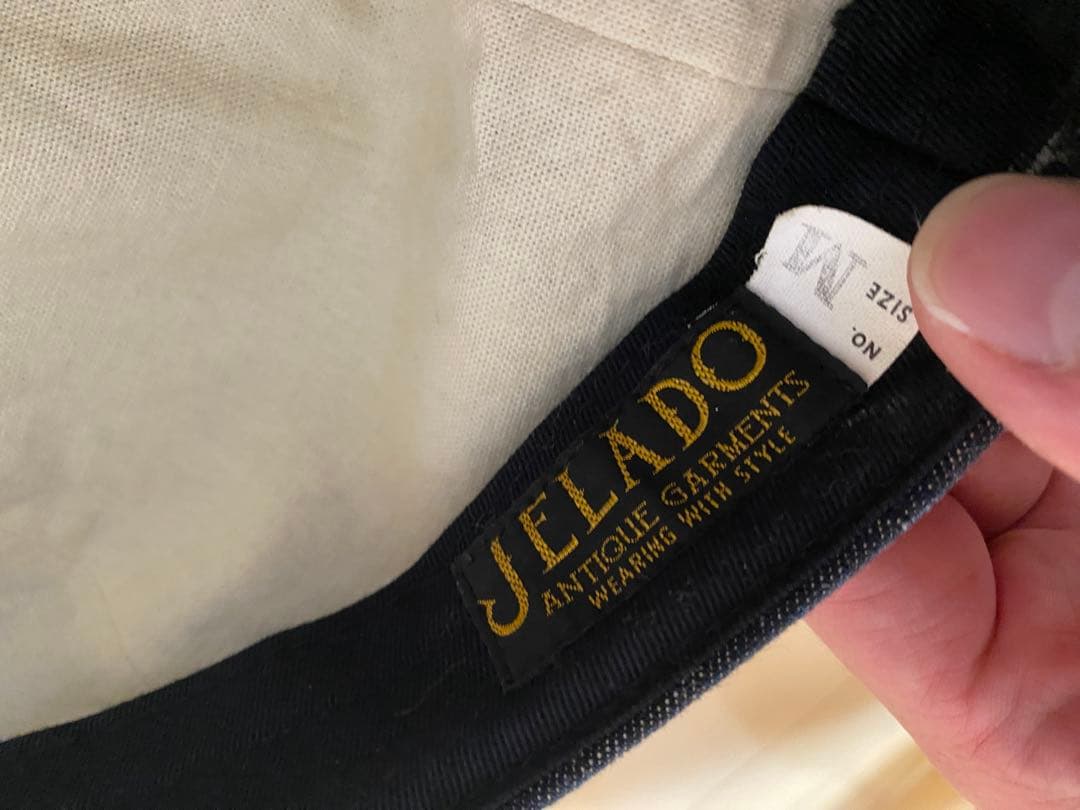 JELADO
ANTIQUE GARMENTS
WEARING WITH STYLE
NO.
SIZE
M